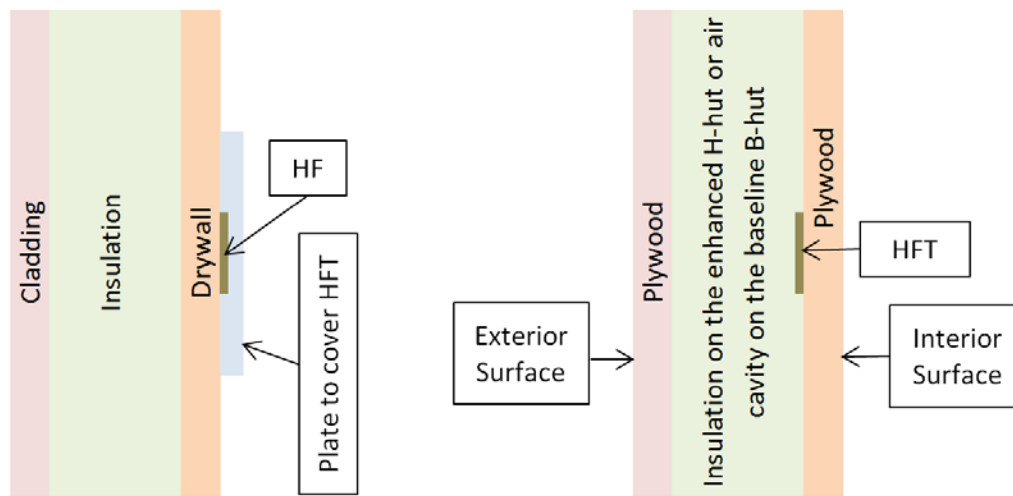 Cladding
Insulation
Drywall
HF
Plate to cover HFT
Exterior
Surface
Plywood
Insulation on the enhanced H-hut or air
cavity on the baseline B-hut
Plywood
HFT
Interior
Surface